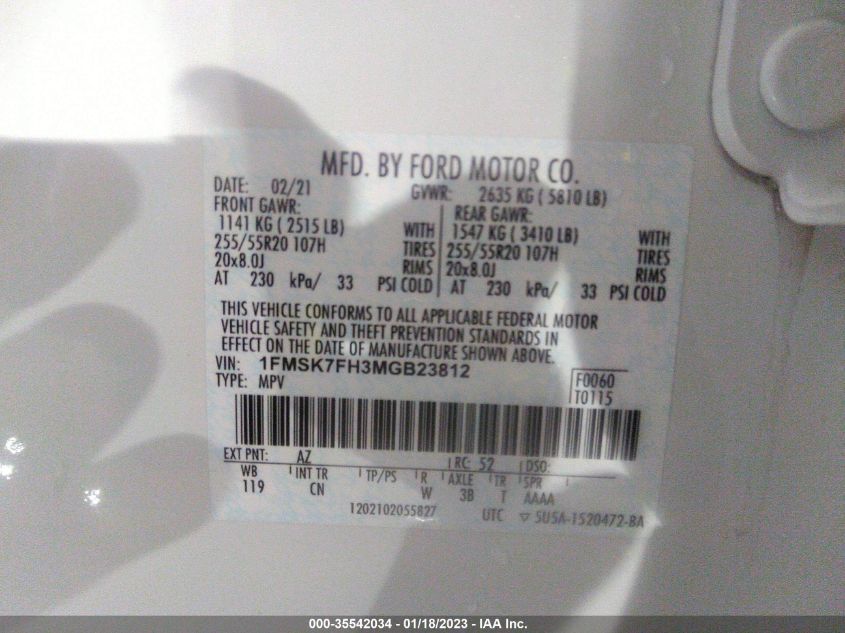 MFD. BY FORD MOTOR CO.
DATE: 02/21 GVWR: 2635 KG ( 5810 LB)
FRONT GAWR: REAR GAWR:
1141 KG ( 2515 LB) WITH 1547 KG ( 3410 LB) WITH
255/55R20 107H TIRES 255/55R20 107H TIRES
20x8.0J RIMS 20x8.0J RIMS
AT 230 kPa/ 33 PSI COLD AT 230 kPa/ 33 PSI COLD
THIS VEHICLE CONFORMS TO ALL APPLICABLE FEDERAL MOTOR
VEHICLE SAFETY AND THEFT PREVENTION STANDARDS IN
EFFECT ON THE DATE OF MANUFACTURE SHOWN ABOVE.
VIN: 1FMSK7FH3MGB23812
TYPE: MPV
F0060
T0115
EXT PNT: AZ RC: 52 DSO:
WB INT TR TP/PS R AXLE TR SPR
119 CN W 3B T AAAA
1202102055827 UTC ▽ 5U5A-1520472-BA
000-35542034 - 01/18/2023 - IAA Inc.